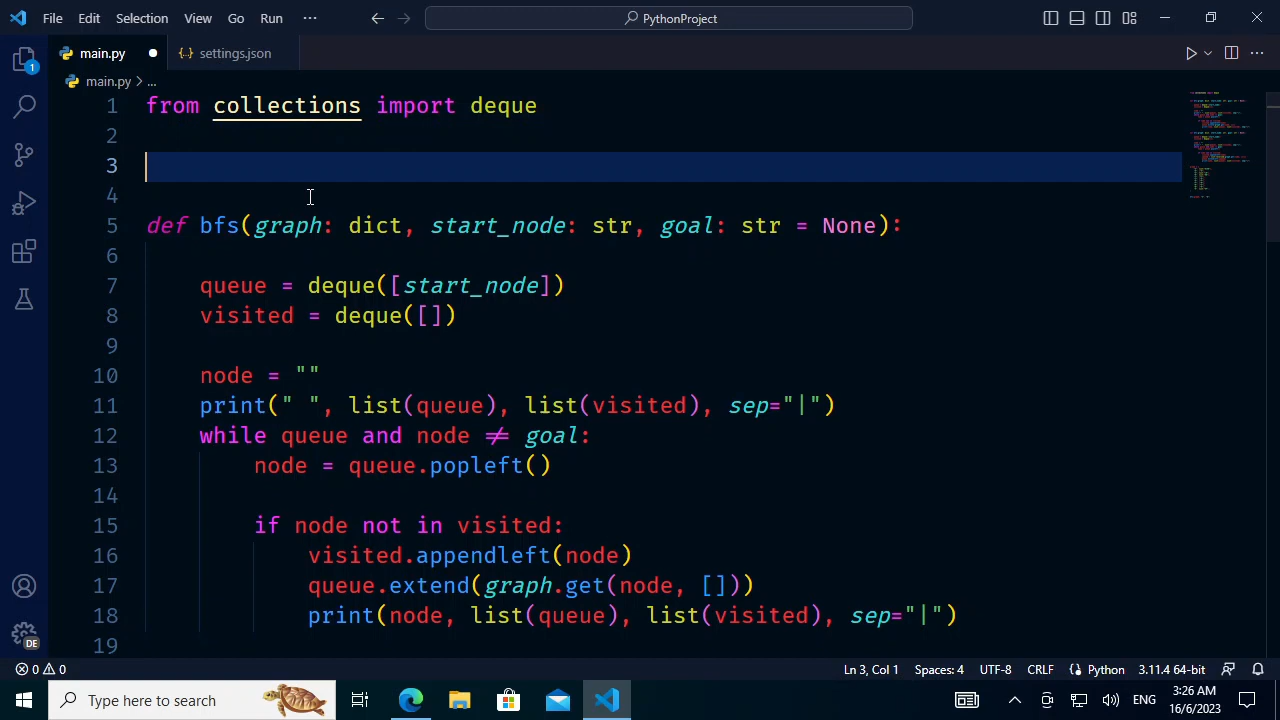 File Edit Selection View Go Run ··· PythonProject
main.py settings.json
main.py > ...
1 from collections import deque
2
3
4
5 def bfs(graph: dict, start_node: str, goal: str = None):
6
7 queue = deque([start_node])
8 visited = deque([])
9
10 node = ""
11 print(" ", list(queue), list(visited), sep="|")
12 while queue and node ≠ goal:
13 node = queue.popleft()
14
15 if node not in visited:
16 visited.appendleft(node)
17 queue.extend(graph.get(node, []))
18 print(node, list(queue), list(visited), sep="|")
19
1
DE
0 0 Ln 3, Col 1 Spaces: 4 UTF-8 CRLF Python 3.11.4 64-bit
Type here to search ENG 3:26 AM
16/6/2023